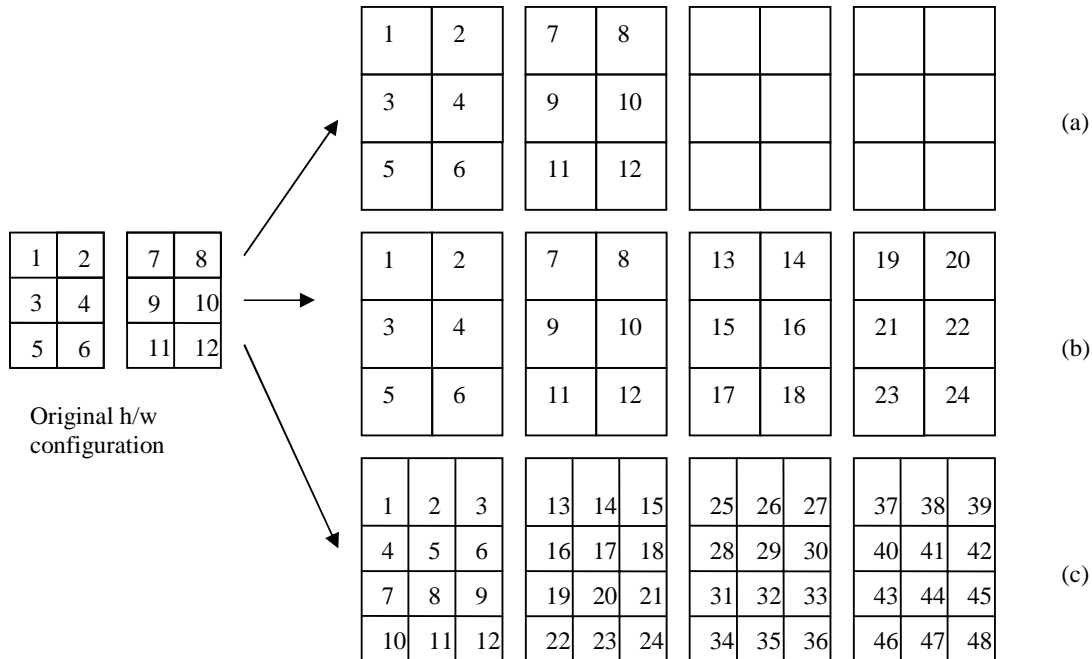 1 2 7 8
3 4 9 10 (a)
5 6 11 12
1 2 7 8
3 4 9 10
5 6 11 12
Original h/w
configuration
1 2 7 8 13 14 19 20
3 4 9 10 15 16 21 22 (b)
5 6 11 12 17 18 23 24
1 2 3 13 14 15 25 26 27 37 38 39
4 5 6 16 17 18 28 29 30 40 41 42 (c)
7 8 9 19 20 21 31 32 33 43 44 45
10 11 12 22 23 24 34 35 36 46 47 48